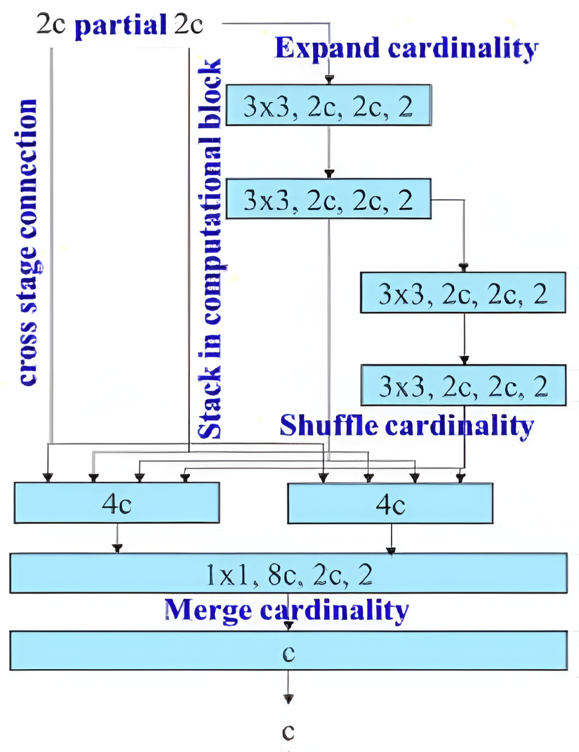 2c partial 2c
Expand cardinality
3x3, 2c, 2c, 2
cross stage connection
Stack in computational block
3x3, 2c, 2c, 2
3x3, 2c, 2c, 2
3x3, 2c, 2c, 2
Shuffle cardinality
4c 4c
1x1, 8c, 2c, 2
Merge cardinality
c
c